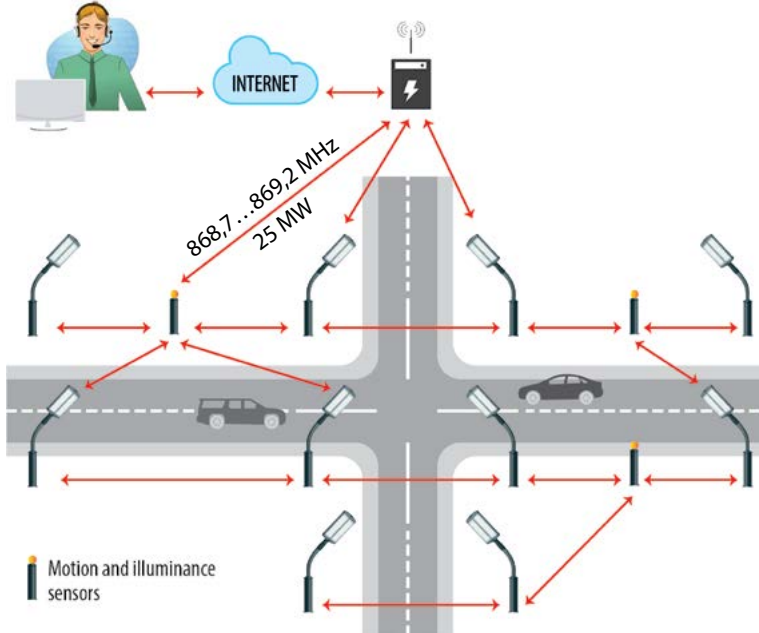 INTERNET
868,7...869,2 MHz
25 MW
Motion and illuminance
sensors